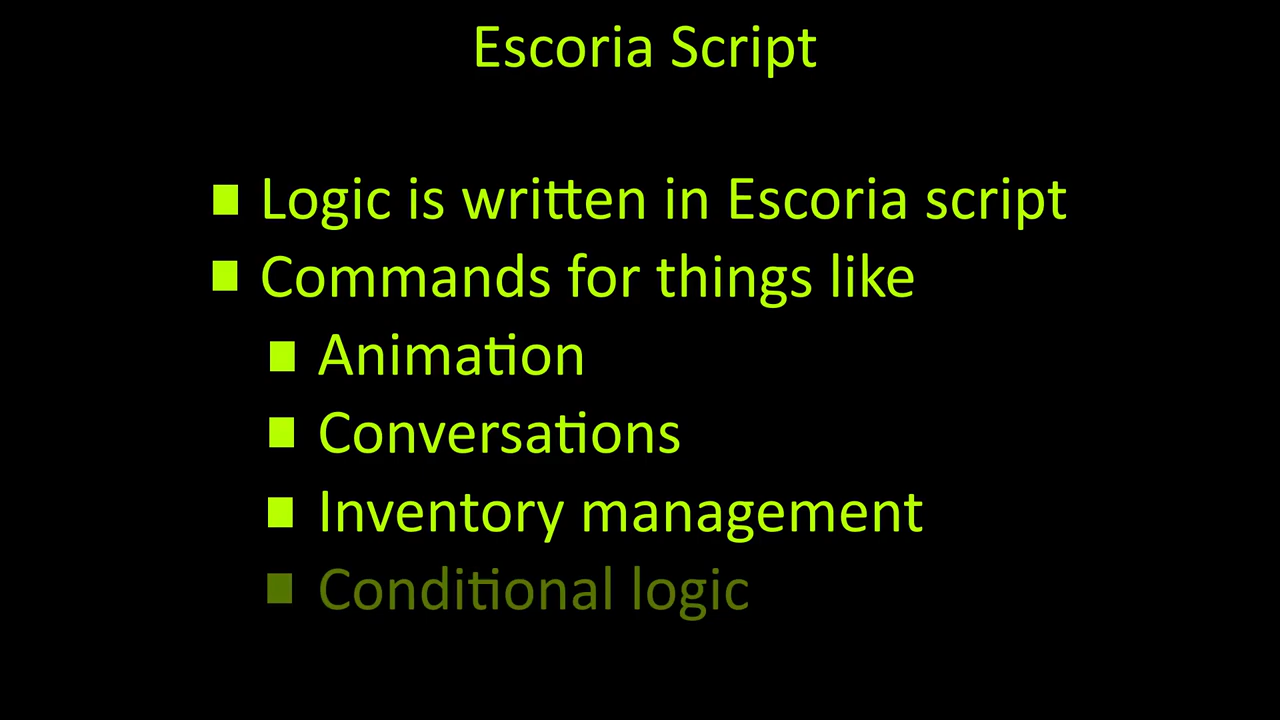 Escoria Script
Logic is written in Escoria script
Commands for things like
Animation
Conversations
Inventory management
Conditional logic